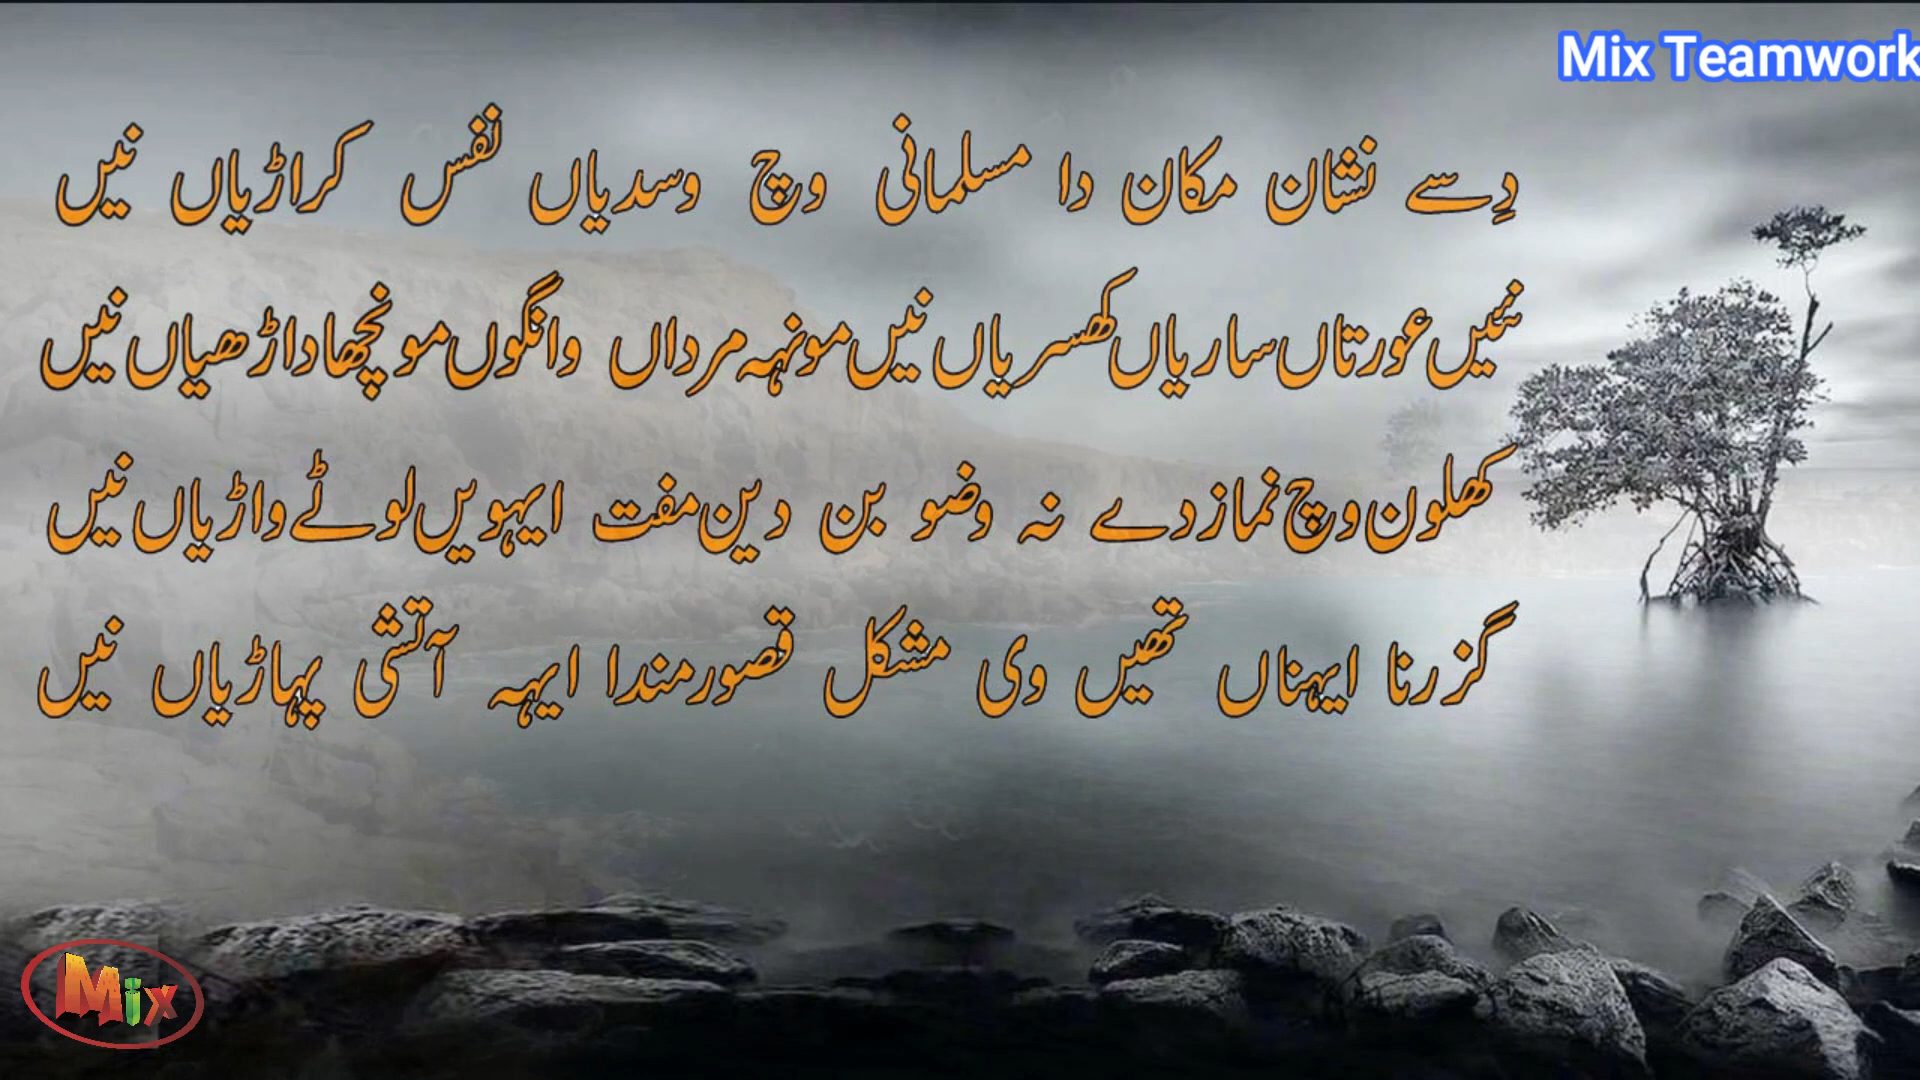 Mix Teamwork
دِسے نشان مکان دا مسلمانی وچ وسدیاں نفس کراڑیاں نیں
نئیں عورتاں ساریاں کھسریاں نیں مونہہ مرداں وانگوں مونچھا داڑھیاں نیں
کھلون وچ نماز دے نہ وضو بن دین مفت ایہویں لوٹے واڑیاں نیں
گزرنا ایہناں تھیں وی مشکل قصورمندا ایہہ آتشی پہاڑیاں نیں
Mix